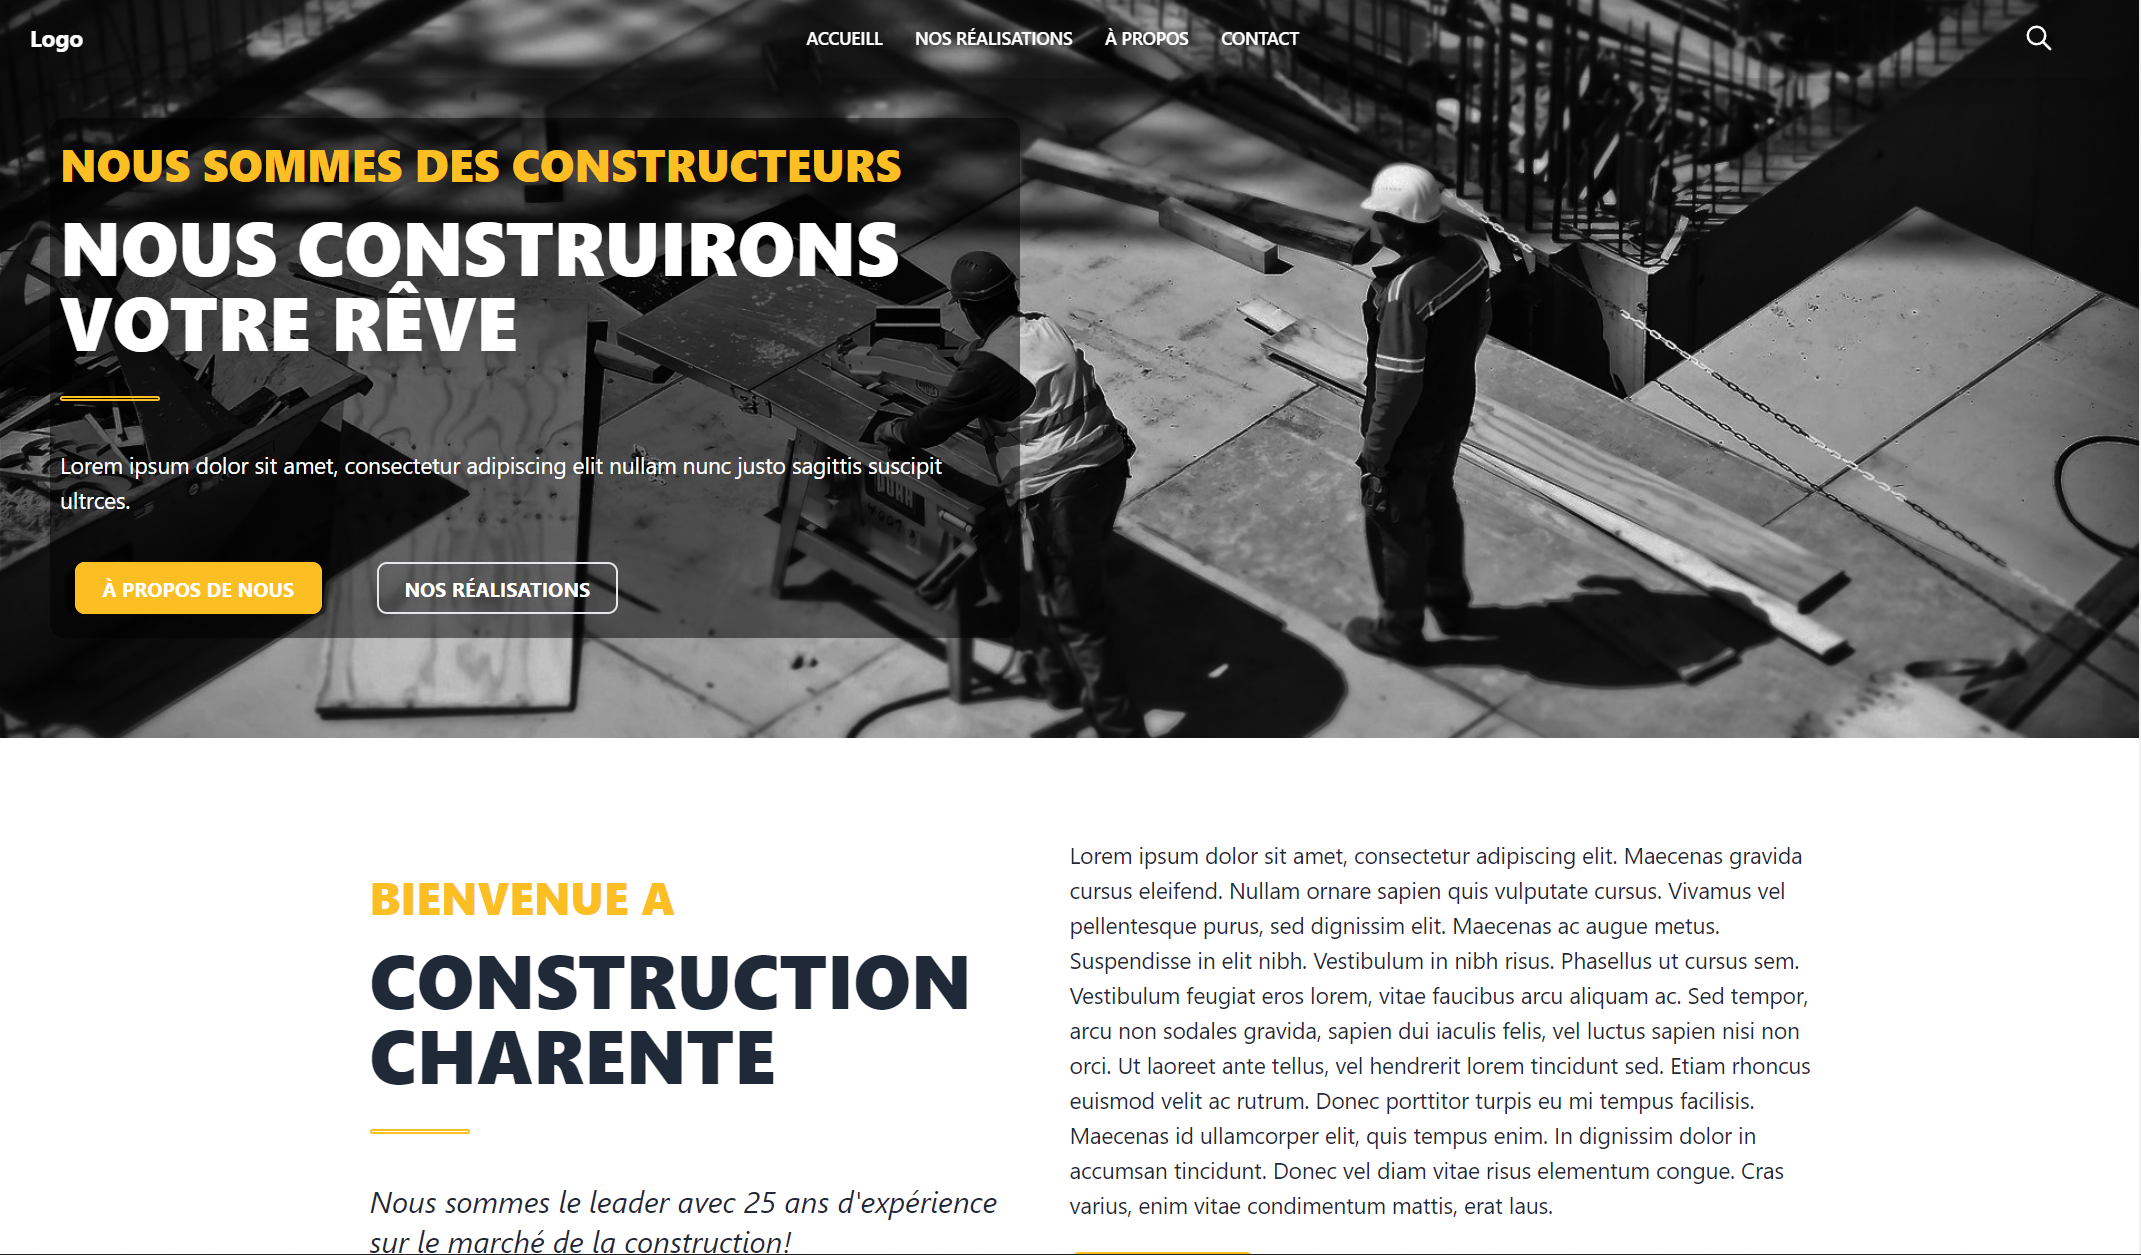 Logo
ACCUEILL NOS RÉALISATIONS À PROPOS CONTACT
NOUS SOMMES DES CONSTRUCTEURS
NOUS CONSTRUIRONS
VOTRE RÊVE
Lorem ipsum dolor sit amet, consectetur adipiscing elit nullam nunc justo sagittis suscipit
ultrces.
À PROPOS DE NOUS
NOS RÉALISATIONS
BIENVENUE A
CONSTRUCTION
CHARENTE
Nous sommes le leader avec 25 ans d'expérience
sur le marché de la construction!
Lorem ipsum dolor sit amet, consectetur adipiscing elit. Maecenas gravida
cursus eleifend. Nullam ornare sapien quis vulputate cursus. Vivamus vel
pellentesque purus, sed dignissim elit. Maecenas ac augue metus.
Suspendisse in elit nibh. Vestibulum in nibh risus. Phasellus ut cursus sem.
Vestibulum feugiat eros lorem, vitae faucibus arcu aliquam ac. Sed tempor,
arcu non sodales gravida, sapien dui iaculis felis, vel luctus sapien nisi non
orci. Ut laoreet ante tellus, vel hendrerit lorem tincidunt sed. Etiam rhoncus
euismod velit ac rutrum. Donec porttitor turpis eu mi tempus facilisis.
Maecenas id ullamcorper elit, quis tempus enim. In dignissim dolor in
accumsan tincidunt. Donec vel diam vitae risus elementum congue. Cras
varius, enim vitae condimentum mattis, erat laus.